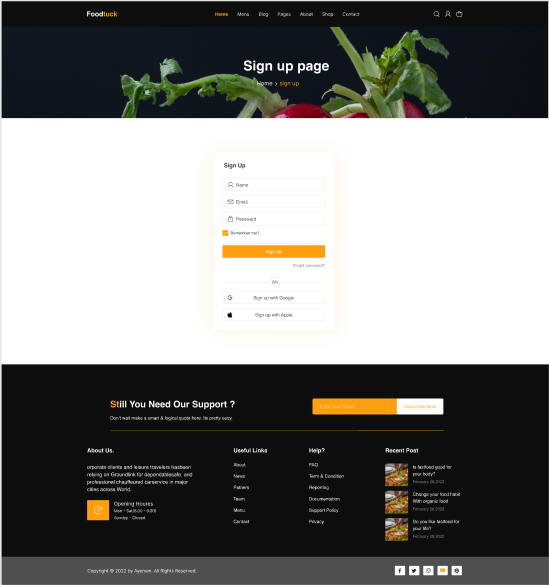 Foodtuck
Home Menu Blog Pages About Shop Contact
Sign up page
Home > sign up
Sign Up
Name
Email
Password
Remember me?
Sign Up
Forgot password?
OR
Sign up with Google
Sign up with Apple
Still You Need Our Support ?
Don't wait make a smart & logical quote here. Its pretty easy.
Enter Your Email
Subscribe Now
About Us.
orporate clients and leisure travelers hasbeen
relying on Groundlink for dependablesafe, and
professional chauffeured carservice in major
cities across World.
Opening Hours
Mon - Sat(8.00 - 6.00)
Sunday - Closed
Useful Links
About
News
Patners
Team
Menu
Contact
Help?
FAQ
Term & Condition
Reporting
Documentation
Support Policy
Privacy
Recent Post
Is fastfood good for
your body?
February 28,2022
Change your food habit
With organic food
February 28,2022
Do you like fastfood for
your life?
February 28,2022
Copyright © 2022 by Ayeman. All Rights Reserved.